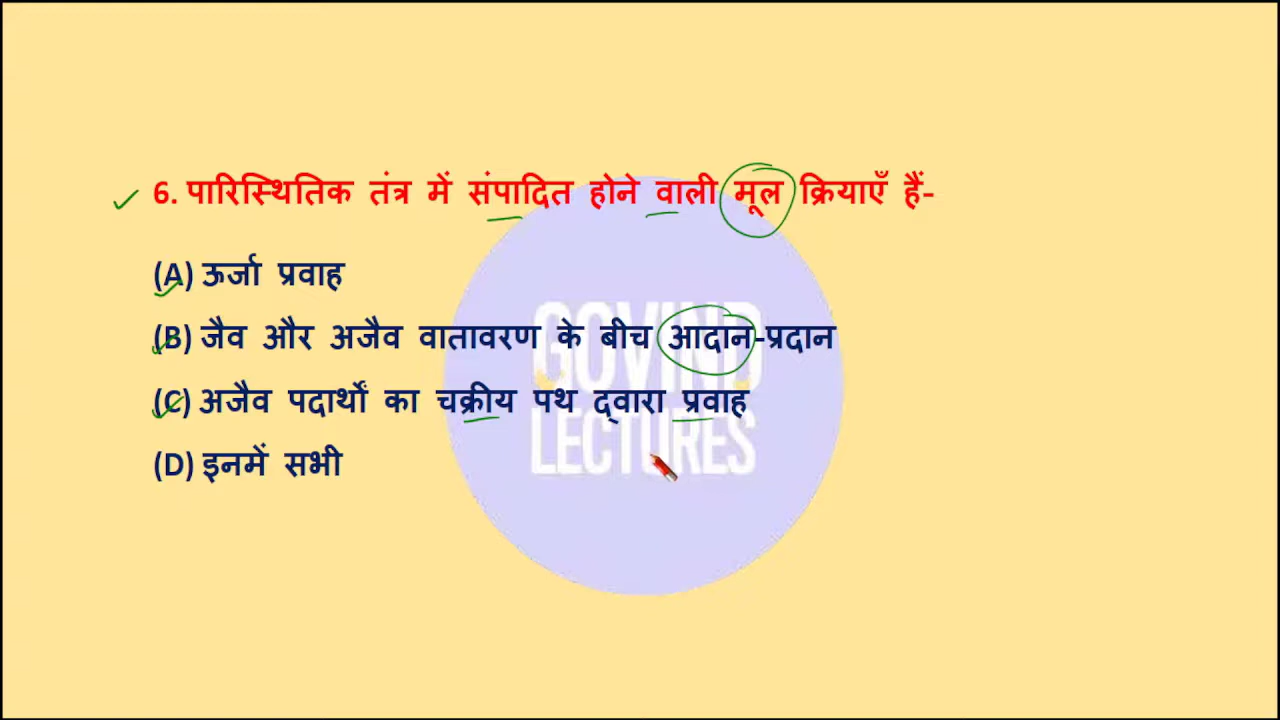 6. पारिस्थितिक तंत्र में संपादित होने वाली मूल क्रियाएँ हैं-
(A) ऊर्जा प्रवाह
(B) जैव और अजैव वातावरण के बीच आदान-प्रदान
(C) अजैव पदार्थों का चक्रीय पथ द्वारा प्रवाह
(D) इनमें सभी
GOVIND
LECTURES